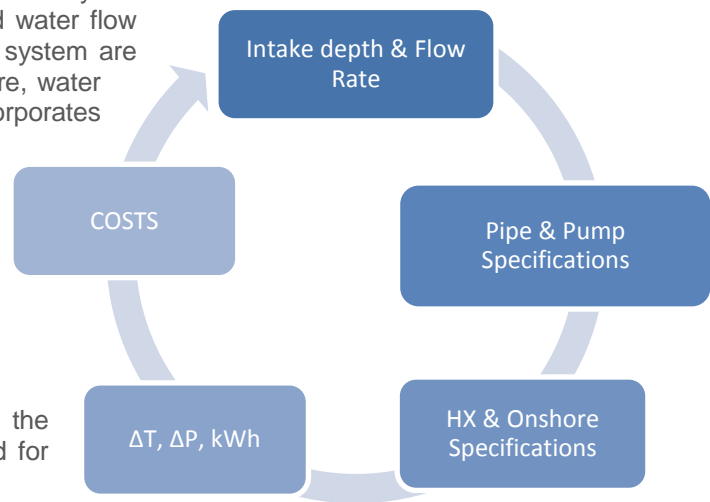 d water flow
system are
re, water
orporates
the
d for
Intake depth & Flow
Rate
Pipe & Pump
Specifications
HX & Onshore
Specifications
ΔT, ΔP, kWh
COSTS